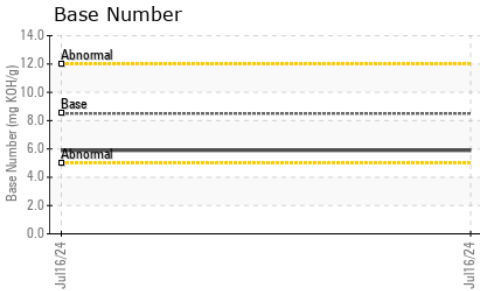 Base Number
14.0
Abnormal
12.0
10.0
Base
8.0
6.0
Abnormal
4.0
2.0
0.0
Base Number (mg KOH/g)
Jul16/24
Jul16/24